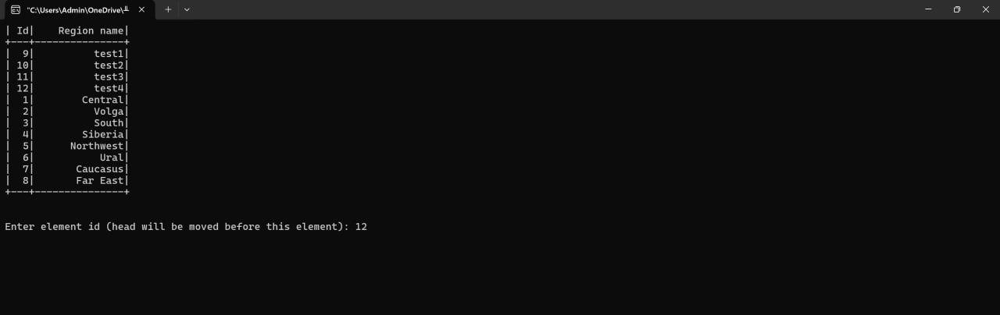 "C:\Users\Admin\OneDrive\╨
| Id|    Region name|
+---+---------------+
|  9|          test1|
| 10|          test2|
| 11|          test3|
| 12|          test4|
|  1|        Central|
|  2|          Volga|
|  3|          South|
|  4|        Siberia|
|  5|      Northwest|
|  6|           Ural|
|  7|       Caucasus|
|  8|       Far East|
+---+---------------+
Enter element id (head will be moved before this element): 12